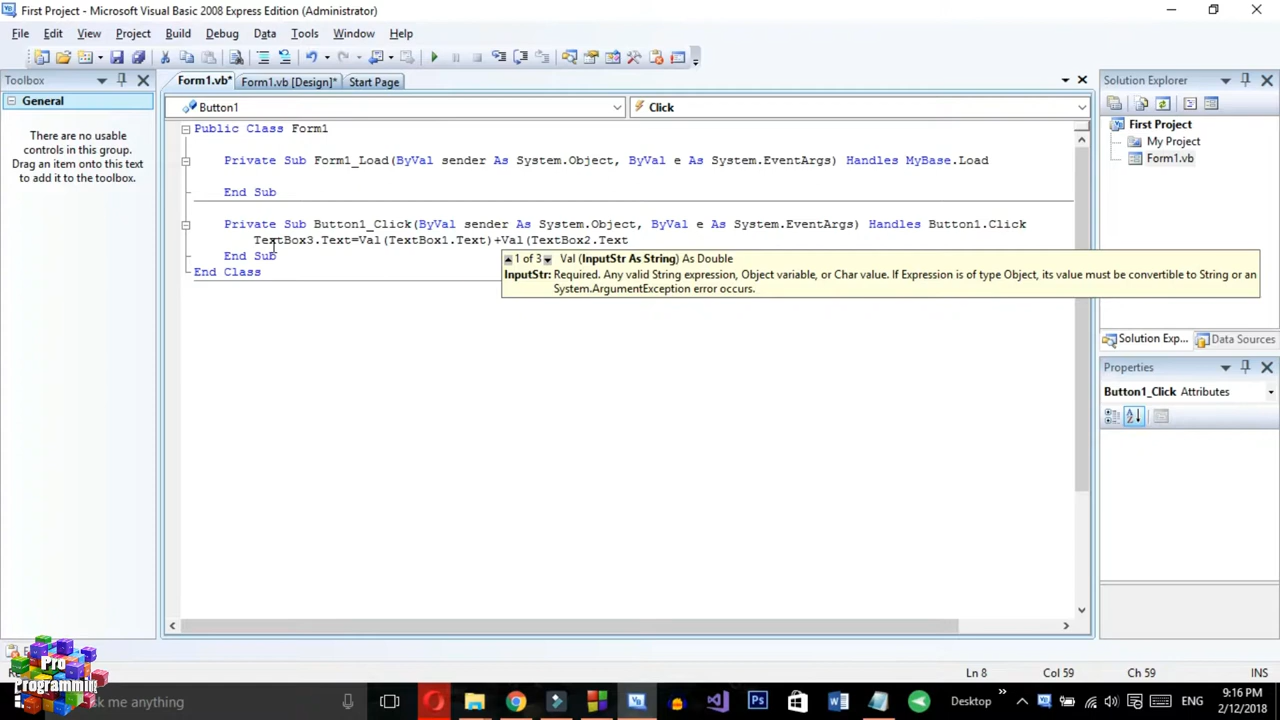 First Project - Microsoft Visual Basic 2008 Express Edition (Administrator)
File Edit View Project Build Debug Data Tools Window Help
Toolbox
General
There are no usable
controls in this group.
Drag an item onto this text
to add it to the toolbox.
Form1.vb* Form1.vb [Design]* Start Page
Button1 Click
Public Class Form1
Private Sub Form1_Load(ByVal sender As System.Object, ByVal e As System.EventArgs) Handles MyBase.Load
End Sub
Private Sub Button1_Click(ByVal sender As System.Object, ByVal e As System.EventArgs) Handles Button1.Click
TextBox3.Text=Val(TextBox1.Text)+Val(TextBox2.Text
End Sub
End Class
1 of 3 Val (InputStr As String) As Double
InputStr: Required. Any valid String expression, Object variable, or Char value. If Expression is of type Object, its value must be convertible to String or an
System.ArgumentException error occurs.
Solution Explorer
First Project
My Project
Form1.vb
Solution Exp... Data Sources
Properties
Button1_Click Attributes
Ln 8 Col 59 Ch 59 INS
Pro
Programming
sk me anything
Desktop
ENG
9:16 PM
2/12/2018